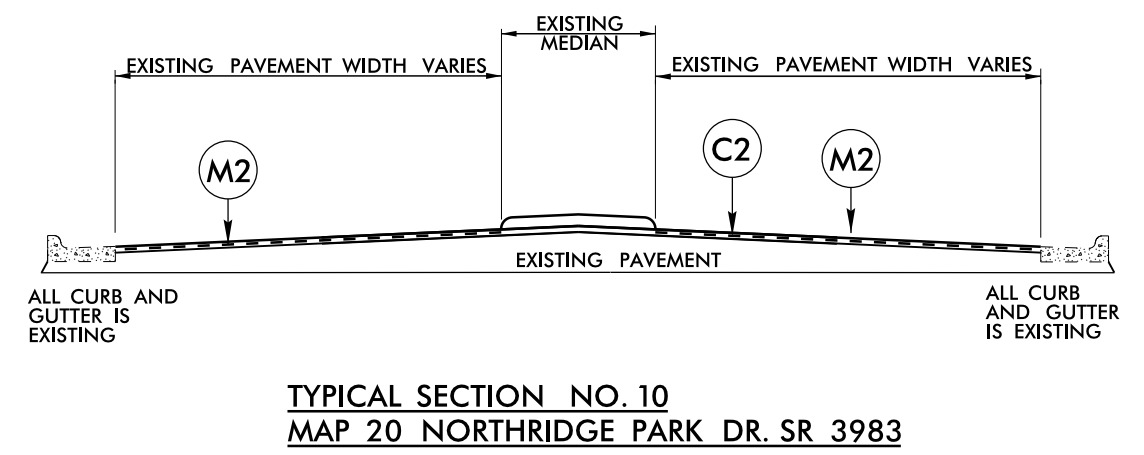 EXISTING
MEDIAN
EXISTING PAVEMENT WIDTH VARIES
EXISTING PAVEMENT WIDTH VARIES
M2
C2
M2
EXISTING PAVEMENT
ALL CURB AND
GUTTER IS
EXISTING
ALL CURB
AND GUTTER
IS EXISTING
TYPICAL SECTION NO. 10
MAP 20 NORTHRIDGE PARK DR. SR 3983